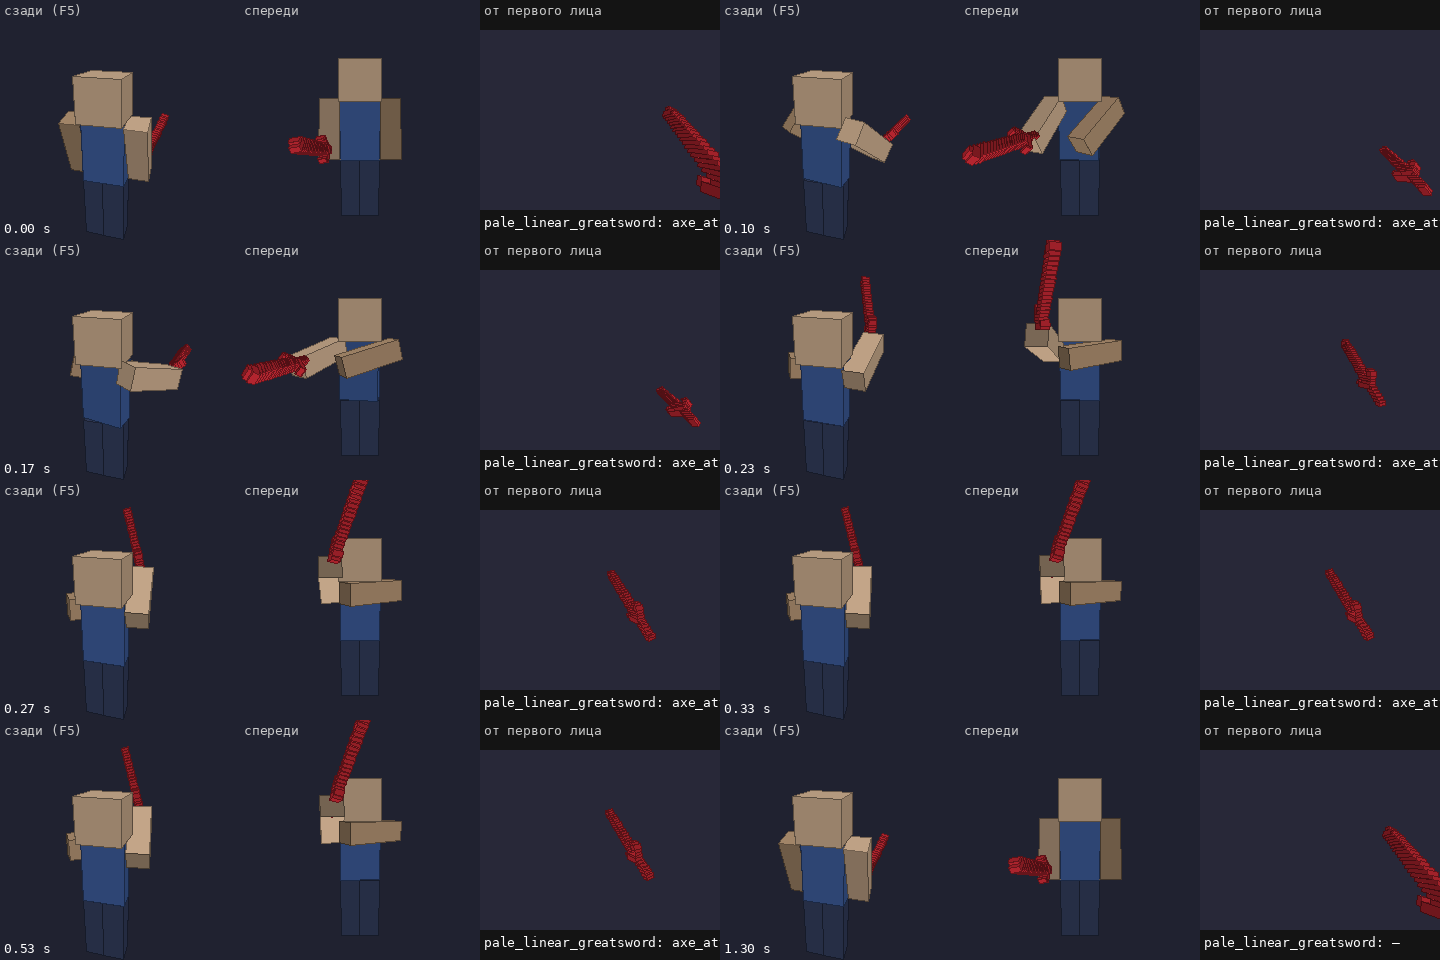 сзади (F5) спереди от первого лица сзади (F5) спереди от первого лица
0.00 s pale_linear_greatsword: axe_at 0.10 s pale_linear_greatsword: axe_at
сзади (F5) спереди от первого лица сзади (F5) спереди от первого лица
0.17 s pale_linear_greatsword: axe_at 0.23 s pale_linear_greatsword: axe_at
сзади (F5) спереди от первого лица сзади (F5) спереди от первого лица
0.27 s pale_linear_greatsword: axe_at 0.33 s pale_linear_greatsword: axe_at
сзади (F5) спереди от первого лица сзади (F5) спереди от первого лица
0.53 s pale_linear_greatsword: axe_at 1.30 s pale_linear_greatsword: —